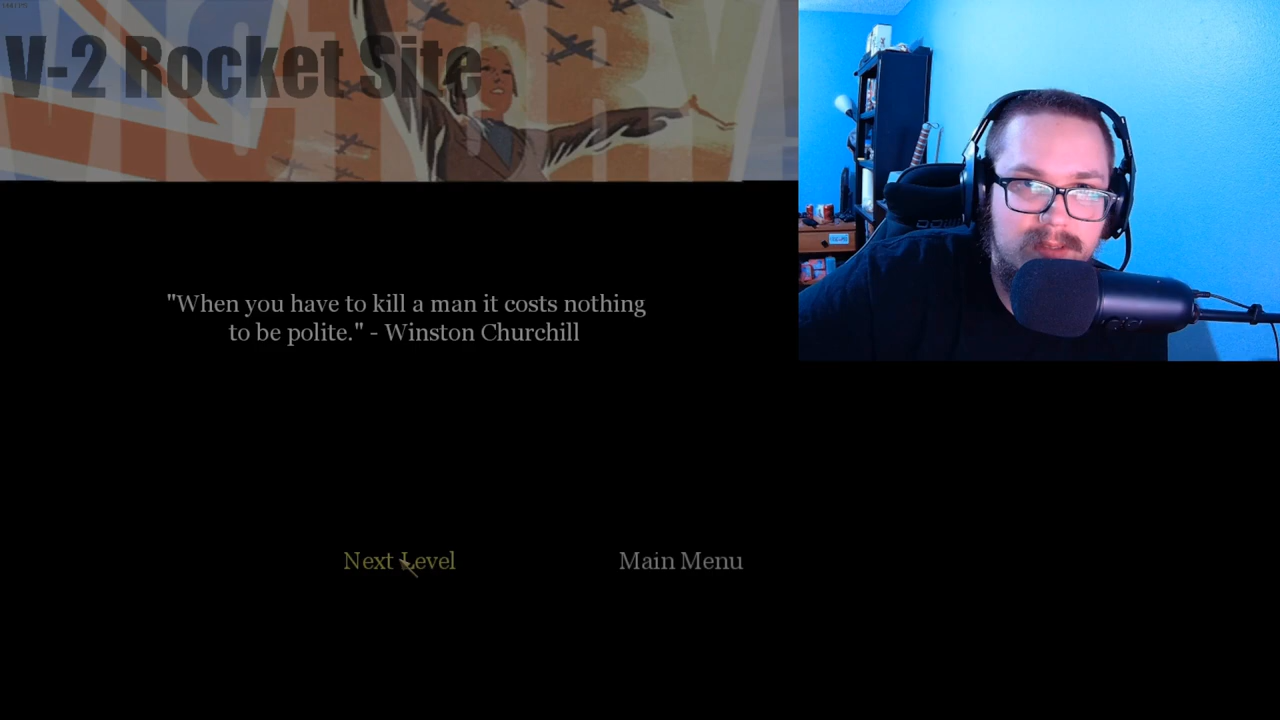 VICTORY
V-2 Rocket Site
"When you have to kill a man it costs nothing
to be polite." - Winston Churchill
Next Level
Main Menu